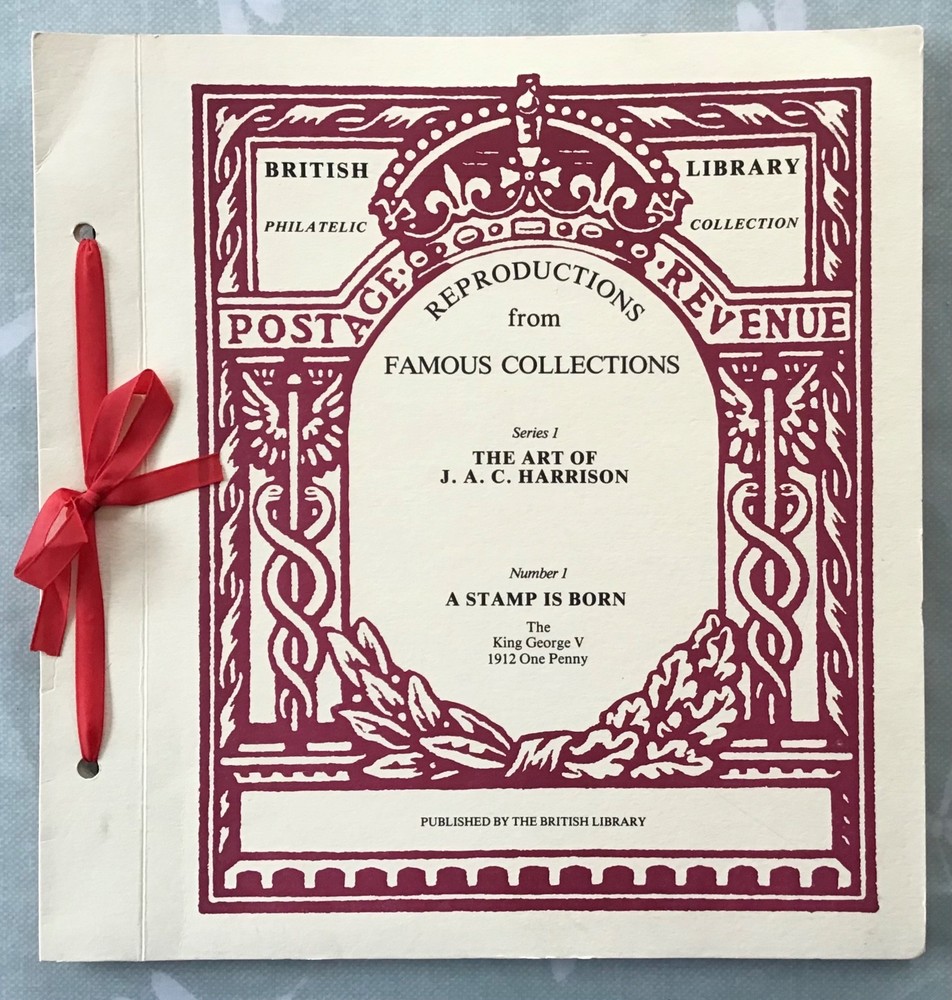 BRITISH LIBRARY
PHILATELIC COLLECTION
POSTAGE · · REVENUE
REPRODUCTIONS
from
FAMOUS COLLECTIONS
Series 1
THE ART OF
J. A. C. HARRISON
Number 1
A STAMP IS BORN
The
King George V
1912 One Penny
PUBLISHED BY THE BRITISH LIBRARY